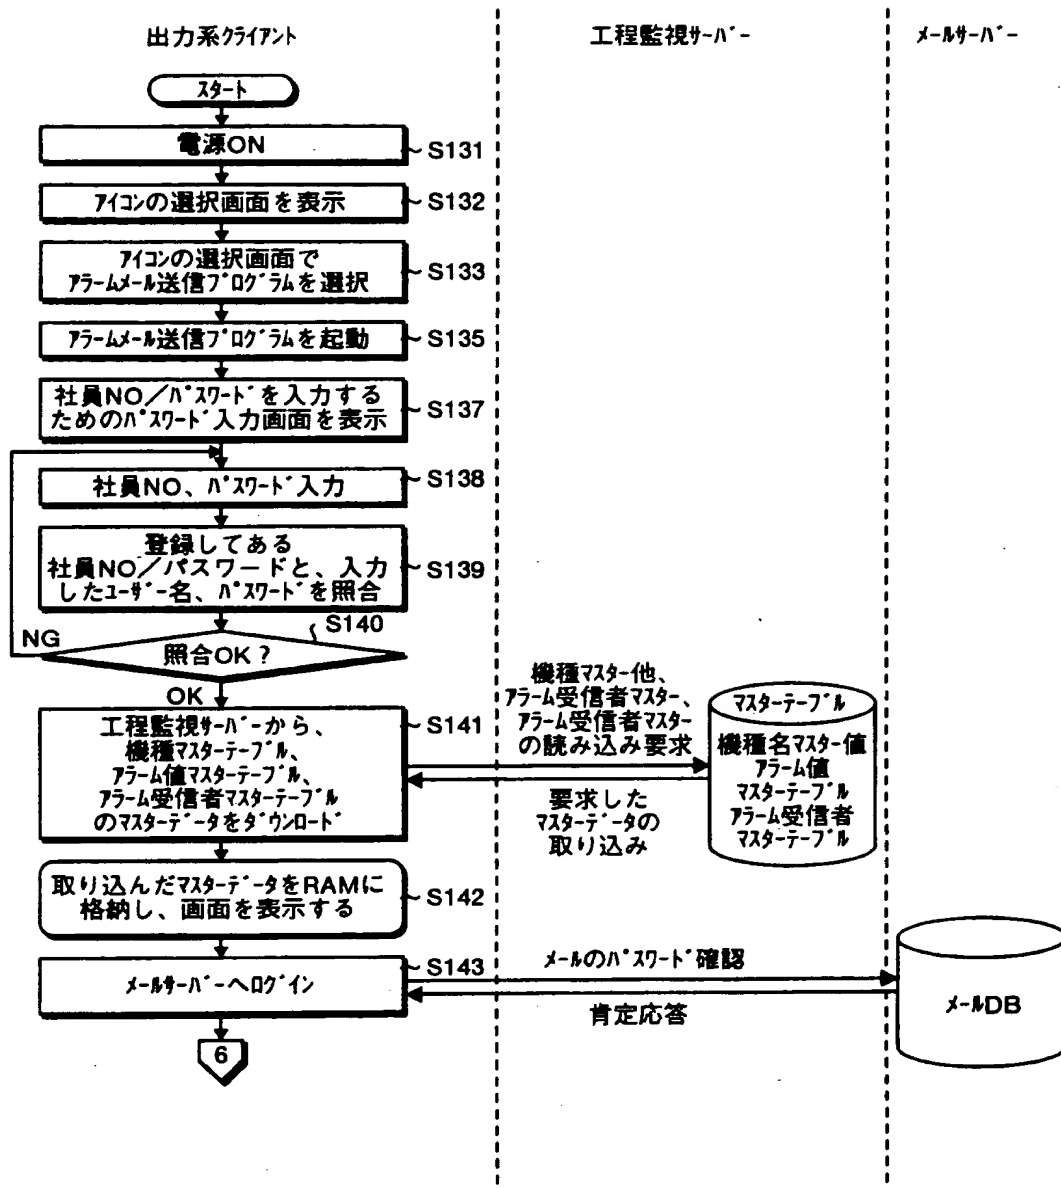 出力系クライアント
工程監視サーバー
メールサーバー
スタート
電源ON
S131
アイコンの選択画面を表示
S132
アイコンの選択画面で
アラームメール送信プログラムを選択
S133
アラームメール送信プログラムを起動
S135
社員NO/パスワードを入力する
ためのパスワード入力画面を表示
S137
社員NO、パスワード入力
S138
登録してある
社員NO/パスワードと、入力
したユーザー名、パスワードを照合
S139
S140
NG
照合OK?
OK
工程監視サーバーから、
機種マスターテーブル、
アラーム値マスターテーブル、
アラーム受信者マスターテーブル
のマスターデータをダウンロード
S141
機種マスター他、
アラーム受信者マスター、
アラーム受信者マスター
の読み込み要求
要求した
マスターデータの
取り込み
マスターテーブル
機種名マスター値
アラーム値
マスターテーブル
アラーム受信者
マスターテーブル
取り込んだマスターデータをRAMに
格納し、画面を表示する
S142
メールサーバーへログイン
S143
メールのパスワード確認
肯定応答
メールDB
6